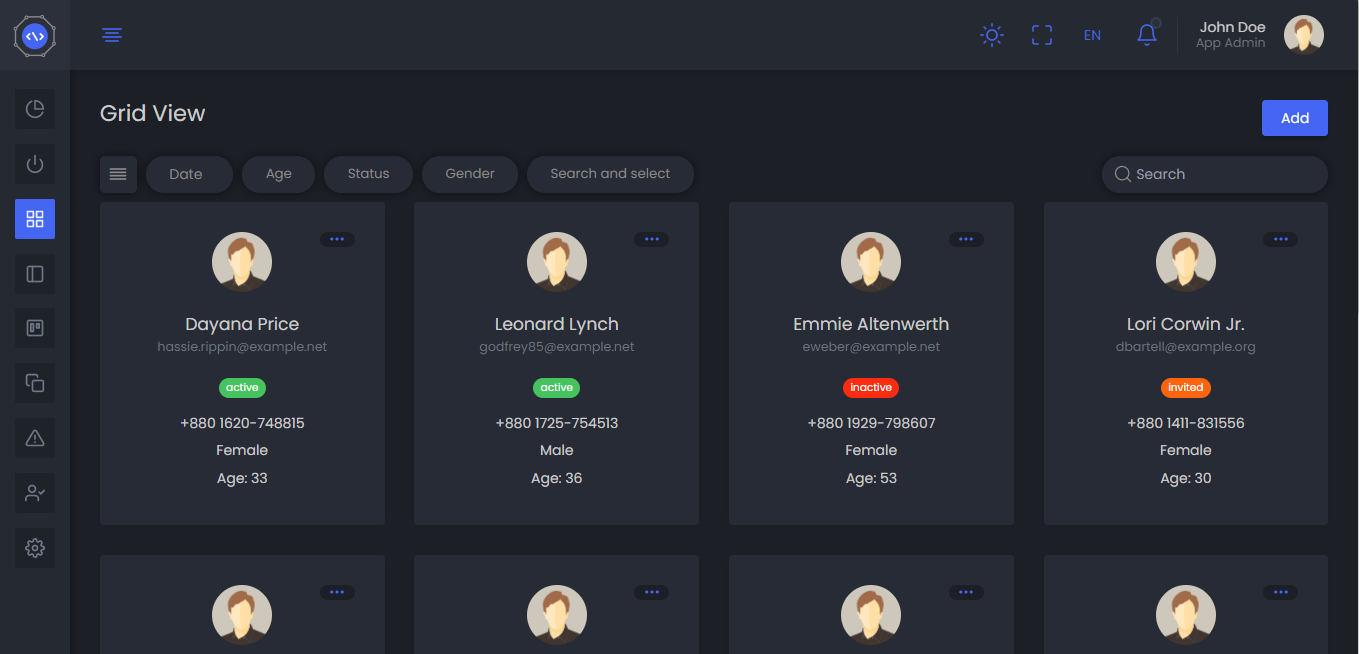 EN
John Doe
App Admin
Grid View
Add
Date
Age
Status
Gender
Search and select
Search
Dayana Price
hassie.rippin@example.net
active
+880 1620-748815
Female
Age: 33
Leonard Lynch
godfrey85@example.net
active
+880 1725-754513
Male
Age: 36
Emmie Altenwerth
eweber@example.net
inactive
+880 1929-798607
Female
Age: 53
Lori Corwin Jr.
dbartell@example.org
invited
+880 1411-831556
Female
Age: 30